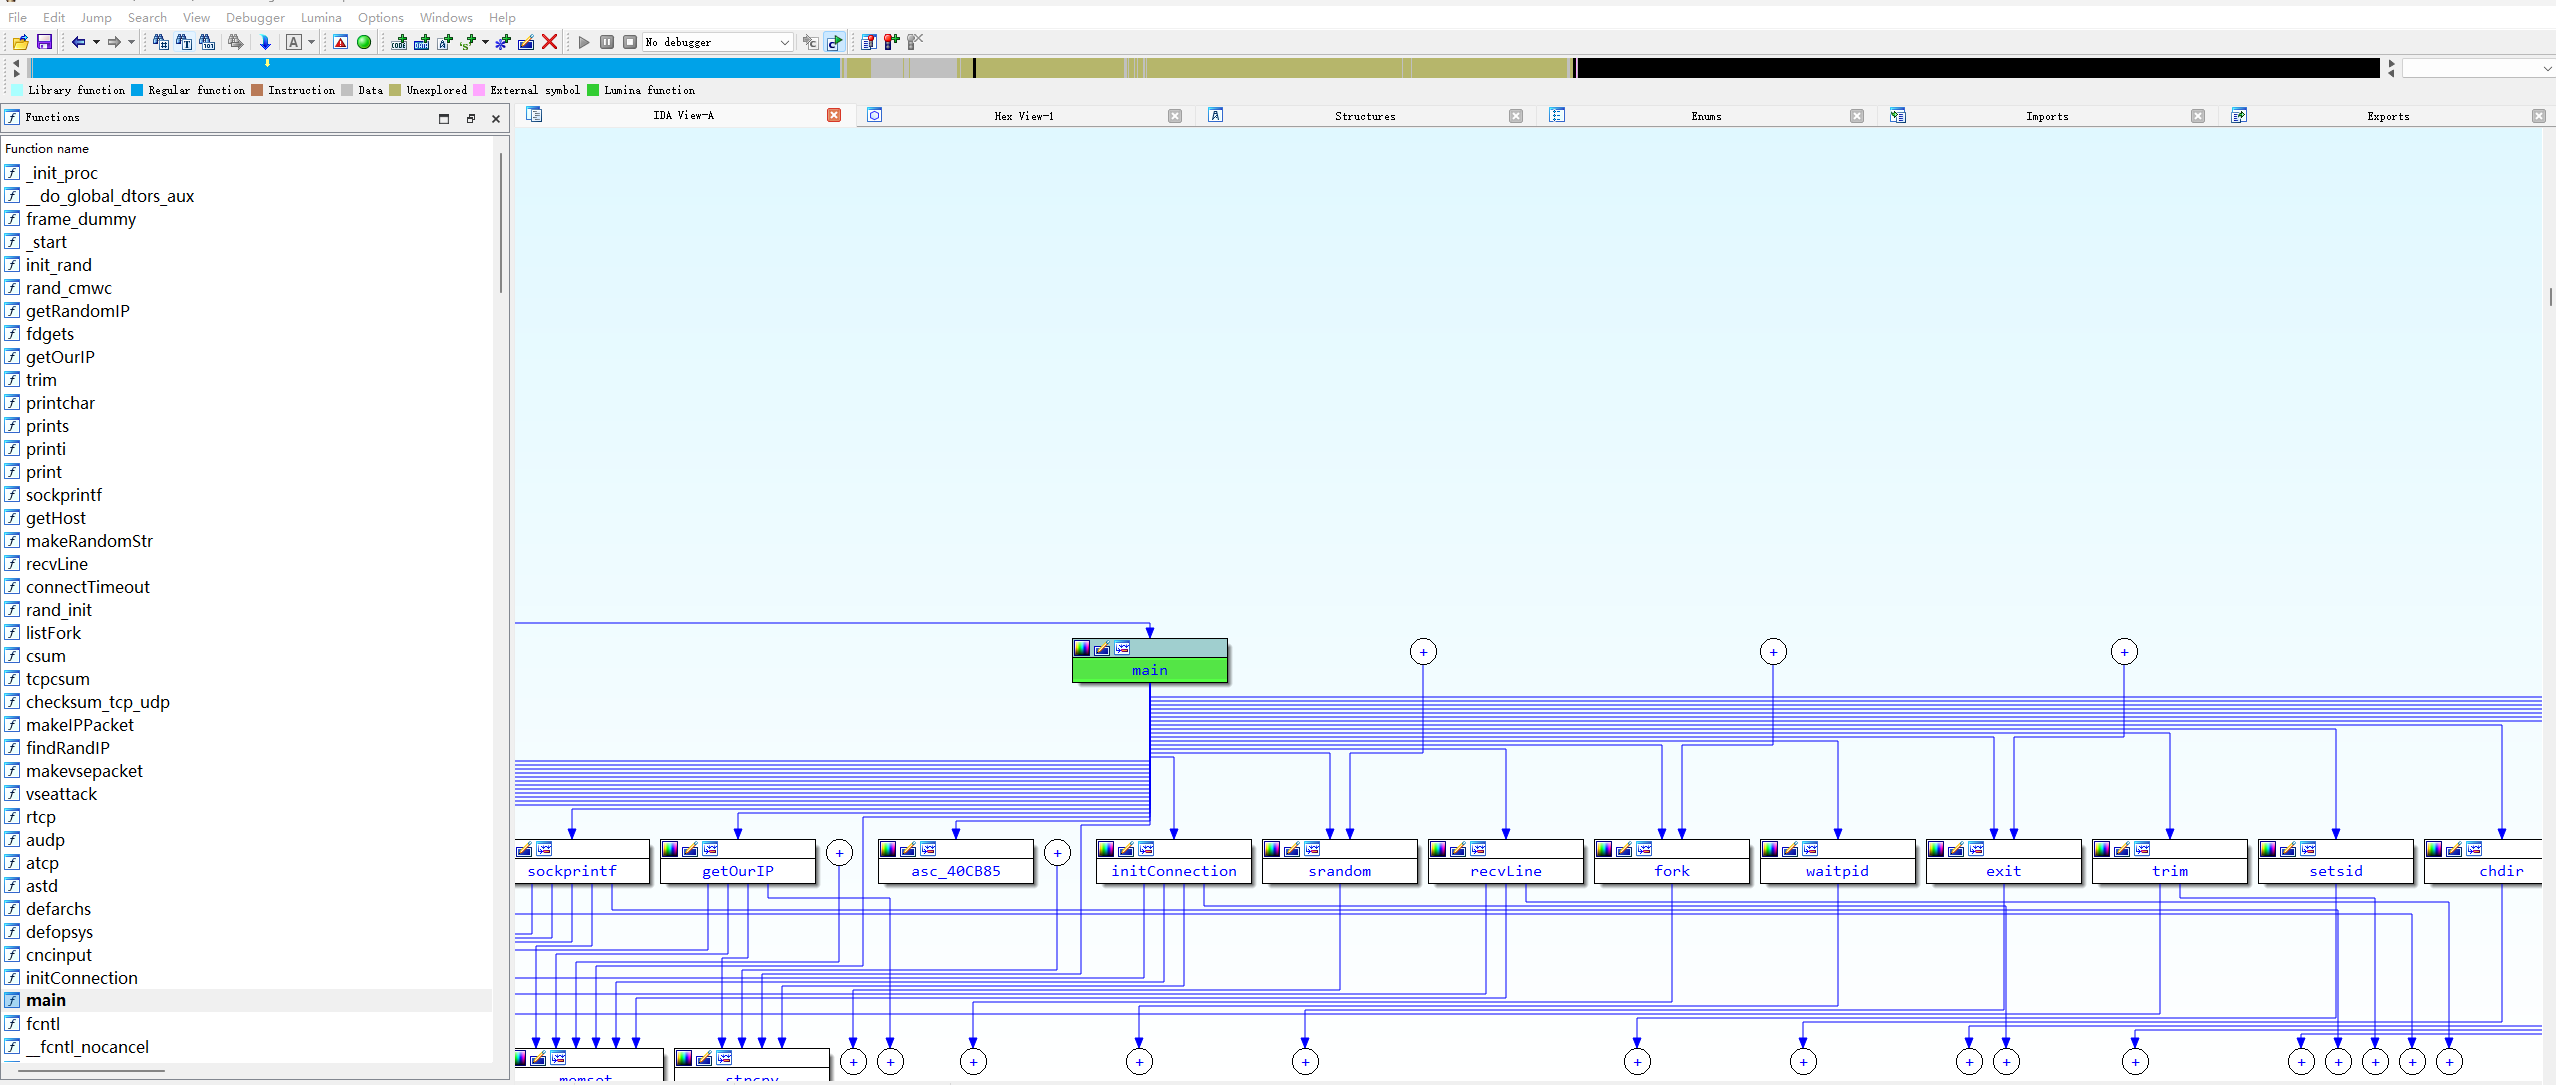 File Edit Jump Search View Debugger Lumina Options Windows Help
No debugger
Library function Regular function Instruction Data Unexplored External symbol Lumina function
Functions
IDA View-A
Hex View-1
Structures
Enums
Imports
Exports
Function name
_init_proc
__do_global_dtors_aux
frame_dummy
_start
init_rand
rand_cmwc
getRandomIP
fdgets
getOurIP
trim
printchar
prints
printi
print
sockprintf
getHost
makeRandomStr
recvLine
connectTimeout
rand_init
listFork
csum
tcpcsum
checksum_tcp_udp
makeIPPacket
findRandIP
makevsepacket
vseattack
rtcp
audp
atcp
astd
defarchs
defopsys
cncinput
initConnection
main
fcntl
__fcntl_nocancel
main
sockprintf
getOurIP
asc_40CB85
initConnection
srandom
recvLine
fork
waitpid
exit
trim
setsid
chdir
memset